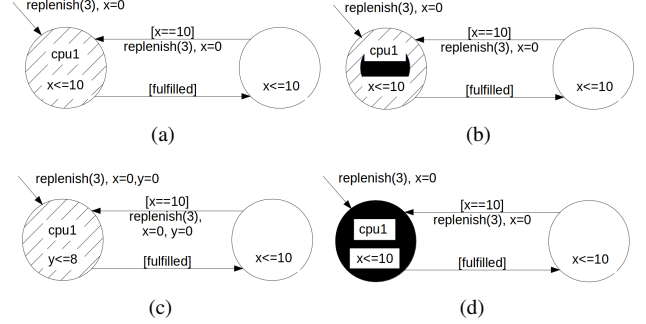 replenish(3), x=0
[x==10]
replenish(3), x=0
cpu1
x<=10
x<=10
[fulfilled]
(a)
replenish(3), x=0
[x==10]
replenish(3), x=0
cpu1
x<=10
x<=10
[fulfilled]
(b)
replenish(3), x=0,y=0
[x==10]
replenish(3),
x=0, y=0
cpu1
y<=8
x<=10
[fulfilled]
(c)
replenish(3), x=0
[x==10]
replenish(3), x=0
cpu1
x<=10
x<=10
[fulfilled]
(d)